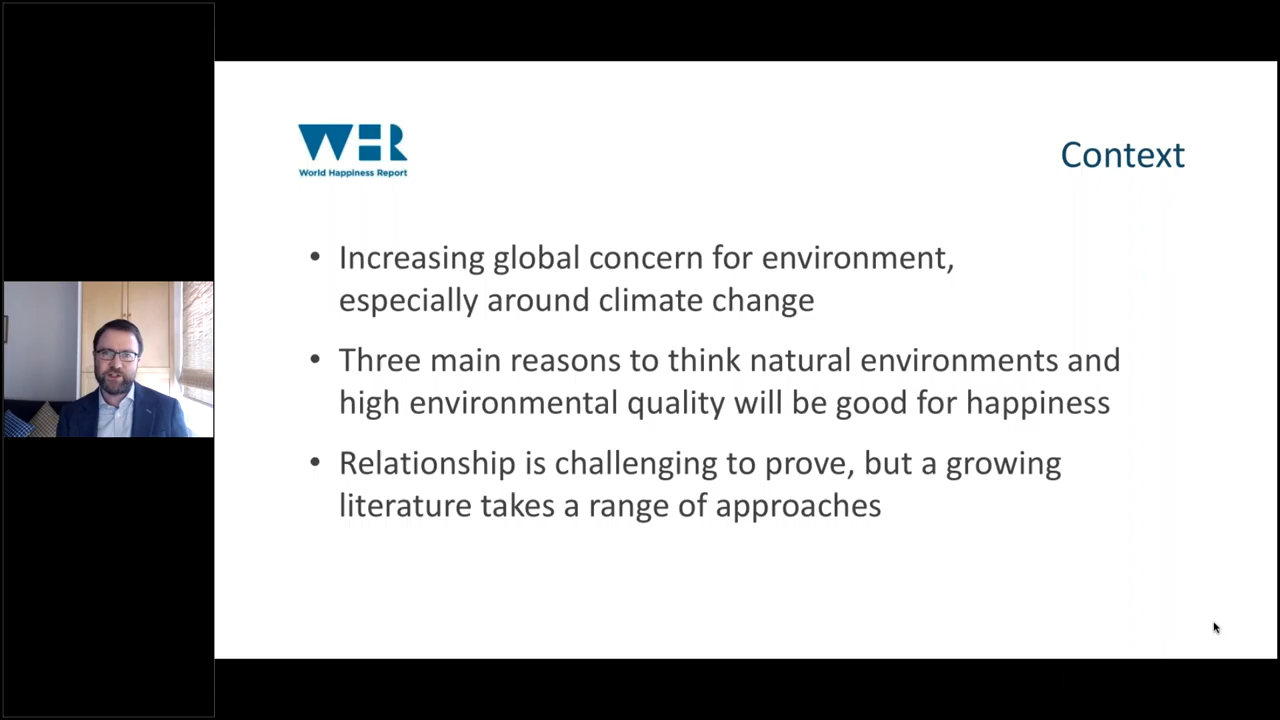 WHR
World Happiness Report
Context
• Increasing global concern for environment,
especially around climate change
• Three main reasons to think natural environments and
high environmental quality will be good for happiness
• Relationship is challenging to prove, but a growing
literature takes a range of approaches